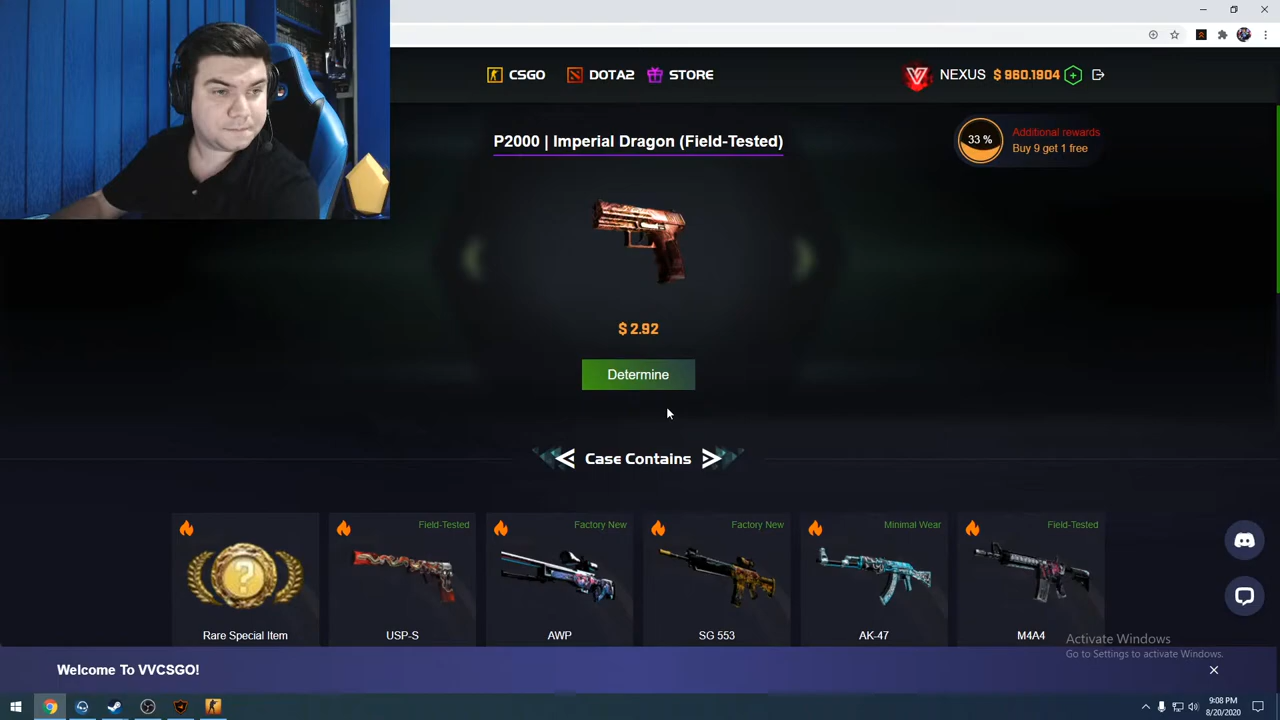 CSGO
DOTA2
STORE
NEXUS $ 960.1904
P2000 | Imperial Dragon (Field-Tested)
33 %
Additional rewards
Buy 9 get 1 free
$ 2.92
Determine
Case Contains
Rare Special Item
Field-Tested
USP-S
Factory New
AWP
Factory New
SG 553
Minimal Wear
AK-47
Field-Tested
M4A4
Activate Windows
Go to Settings to activate Windows.
Welcome To VVCSGO!
9:08 PM
8/20/2020